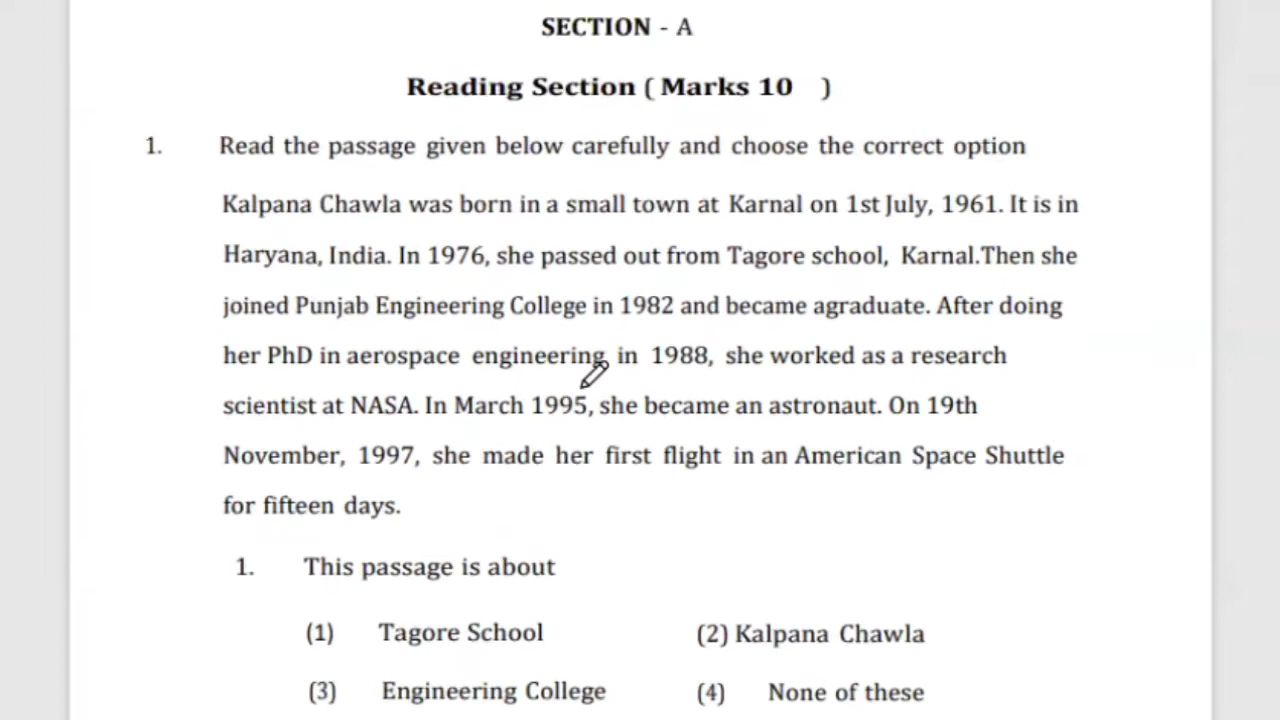 SECTION - A
Reading Section ( Marks 10 )
1. Read the passage given below carefully and choose the correct option
Kalpana Chawla was born in a small town at Karnal on 1st July, 1961. It is in
Haryana, India. In 1976, she passed out from Tagore school, Karnal.Then she
joined Punjab Engineering College in 1982 and became agraduate. After doing
her PhD in aerospace engineering in 1988, she worked as a research
scientist at NASA. In March 1995, she became an astronaut. On 19th
November, 1997, she made her first flight in an American Space Shuttle
for fifteen days.
1. This passage is about
(1) Tagore School (2) Kalpana Chawla
(3) Engineering College (4) None of these